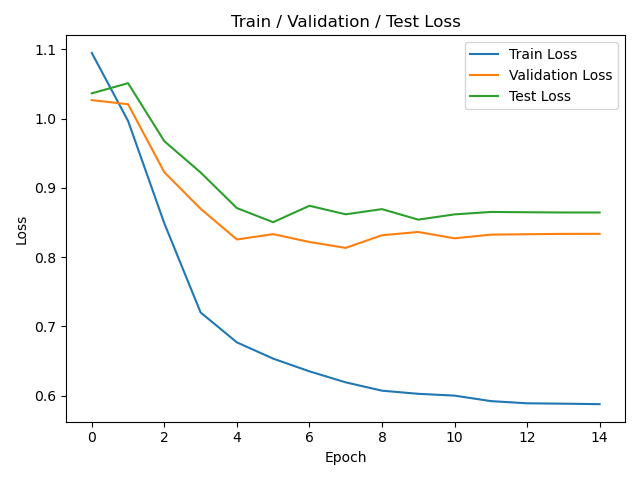 Train / Validation / Test Loss
Train Loss
Validation Loss
Test Loss
Loss
1.1
1.0
0.9
0.8
0.7
0.6
0 2 4 6 8 10 12 14
Epoch